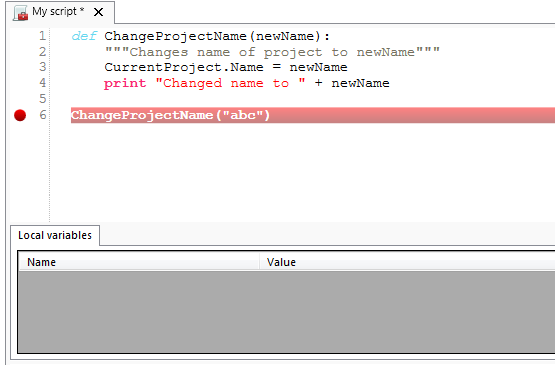 My script *
1 def ChangeProjectName(newName):
2 """Changes name of project to newName"""
3 CurrentProject.Name = newName
4 print "Changed name to " + newName
5
6 ChangeProjectName("abc")
Local variables
Name Value